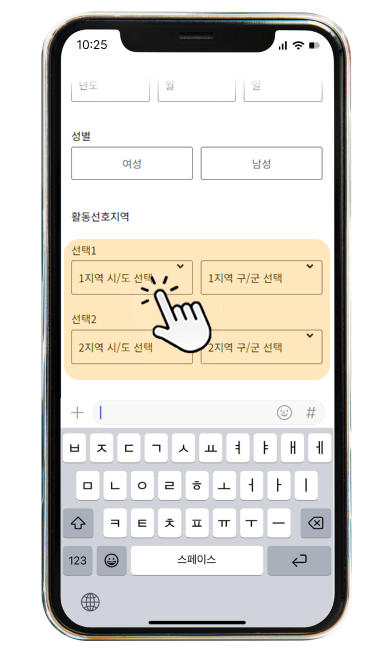 10:25
년도 월 일
성별
여성 남성
활동선호지역
선택1
1지역 시/도 선택 1지역 구/군 선택
선택2
2지역 시/도 선택 2지역 구/군 선택
#
ㅂ ㅈ ㄷ ㄱ ㅅ ㅛ ㅕ ㅑ ㅐ ㅔ
ㅁ ㄴ ㅇ ㄹ ㅎ ㅗ ㅓ ㅏ ㅣ
ㅋ ㅌ ㅊ ㅍ ㅠ ㅜ ㅡ
123 스페이스